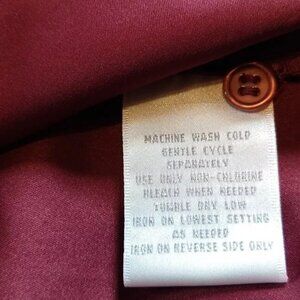 MACHINE WASH COLD
GENTLE CYCLE
SEPARATELY
USE ONLY NON-CHLORINE
BLEACH WHEN NEEDED
TUMBLE DRY LOW
IRON ON LOWEST SETTING
AS NEEDED
IRON ON REVERSE SIDE ONLY